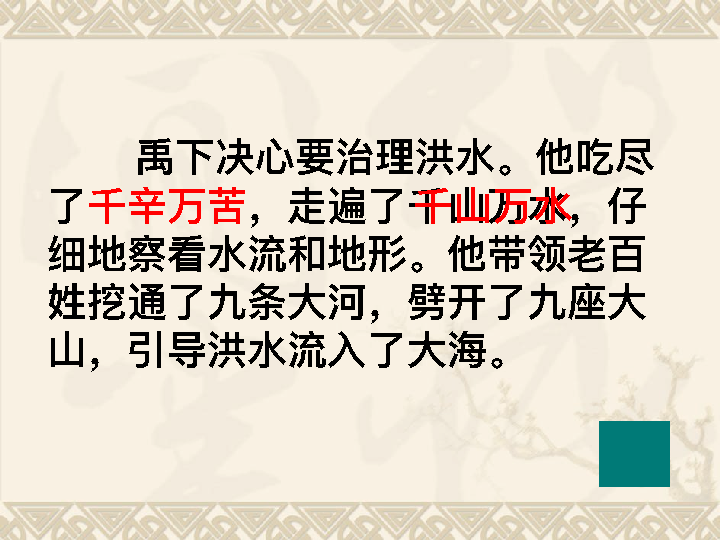 禹下决心要治理洪水。他吃尽
了千辛万苦，走遍了千山万水，仔
细地察看水流和地形。他带领老百
姓挖通了九条大河，劈开了九座大
山，引导洪水流入了大海。